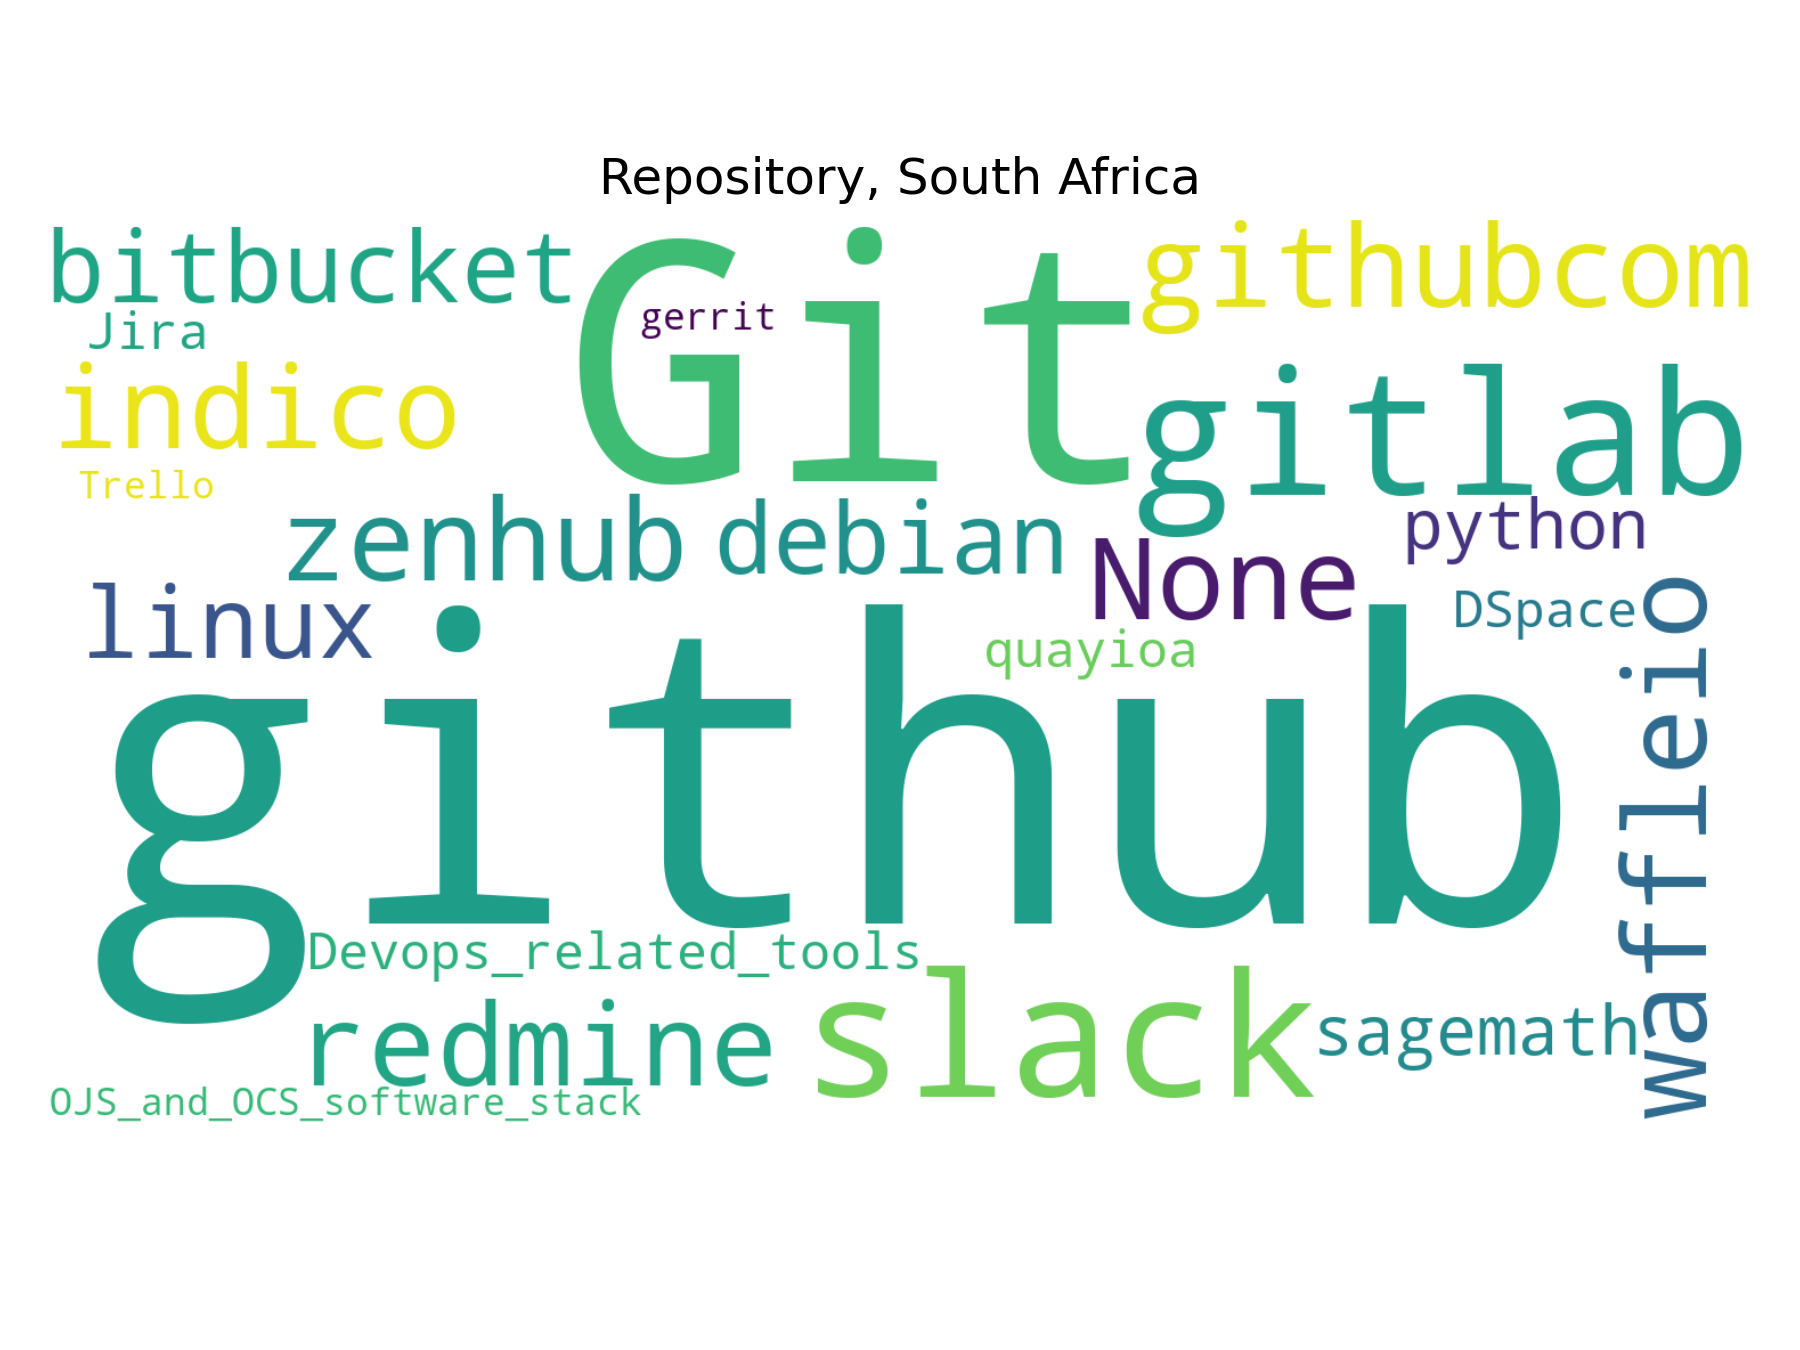 Repository, South Africa
bitbucket
Git
githubcom
gerrit
Jira
indico
gitlab
Trello
zenhub
debian
python
None
linux
DSpace
quayioa
github
waffleio
Devops_related_tools
redmine
slack
sagemath
OJS_and_OCS_software_stack